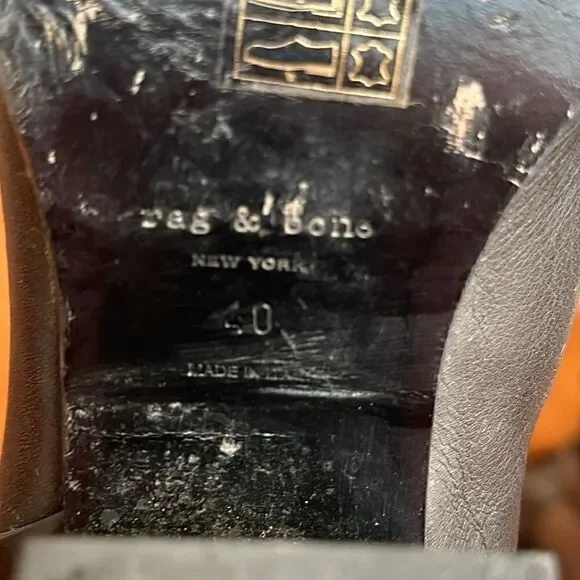 rag & bone
NEW YORK
40
MADE IN ITALY